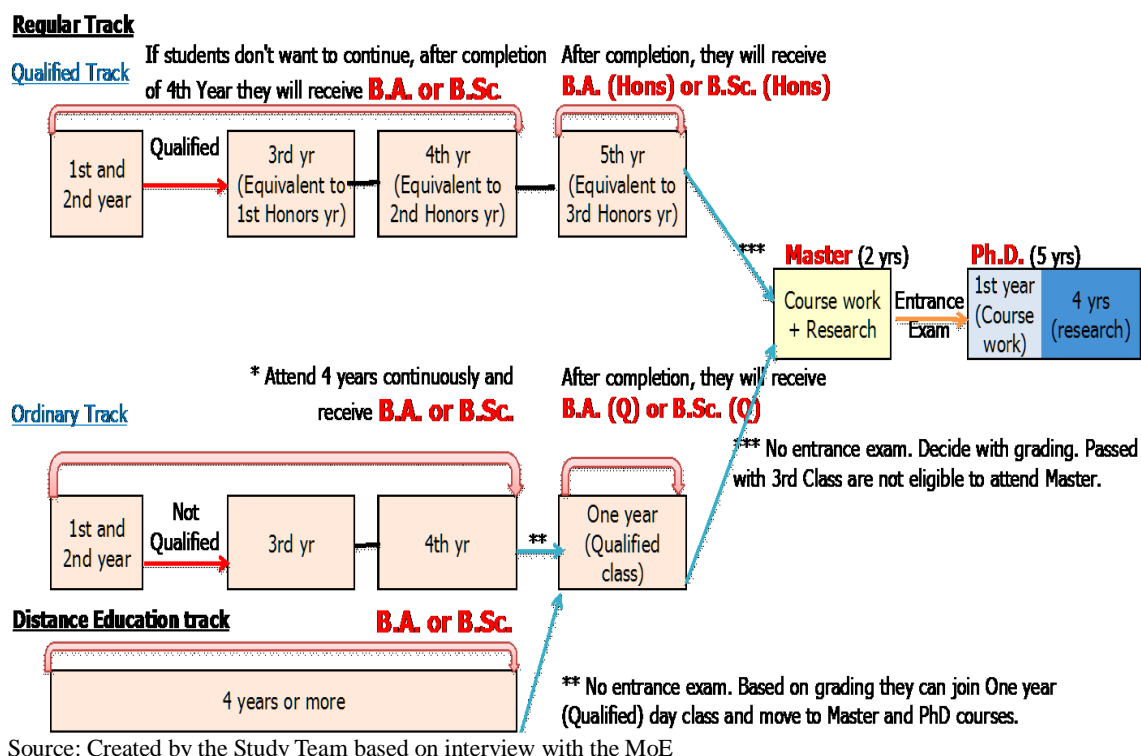 Regular Track
Qualified Track
If students don't want to continue, after completion
of 4th Year they will receive B.A. or B.Sc.
After completion, they will receive
B.A. (Hons) or B.Sc. (Hons)
1st and
2nd year
Qualified
3rd yr
(Equivalent to
1st Honors yr)
4th yr
(Equivalent to
2nd Honors yr)
5th yr
(Equivalent to
3rd Honors yr)
***
Master (2 yrs)
Course work
+ Research
Entrance
Exam
Ph.D. (5 yrs)
1st year
(Course
work)
4 yrs
(research)
Ordinary Track
* Attend 4 years continuously and
receive B.A. or B.Sc.
After completion, they will receive
B.A. (Q) or B.Sc. (Q)
*** No entrance exam. Decide with grading. Passed
with 3rd Class are not eligible to attend Master.
1st and
2nd year
Not
Qualified
3rd yr
4th yr
**
One year
(Qualified
class)
Distance Education track
B.A. or B.Sc.
4 years or more
** No entrance exam. Based on grading they can join One year
(Qualified) day class and move to Master and PhD courses.
Source: Created by the Study Team based on interview with the MoE